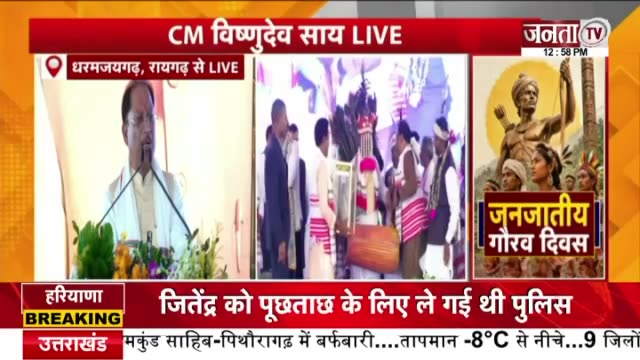 CM विष्णुदेव साय LIVE
जनता TV
12:58 PM
धरमजयगढ़, रायगढ़ से LIVE
जनजातीय
गौरव दिवस
हरियाणा
BREAKING
जितेंद्र को पूछताछ के लिए ले गई थी पुलिस
उत्तराखंड
मकुंड साहिब-पिथौरागढ़ में बर्फबारी....तापमान -8°C से नीचे...9 जिलों